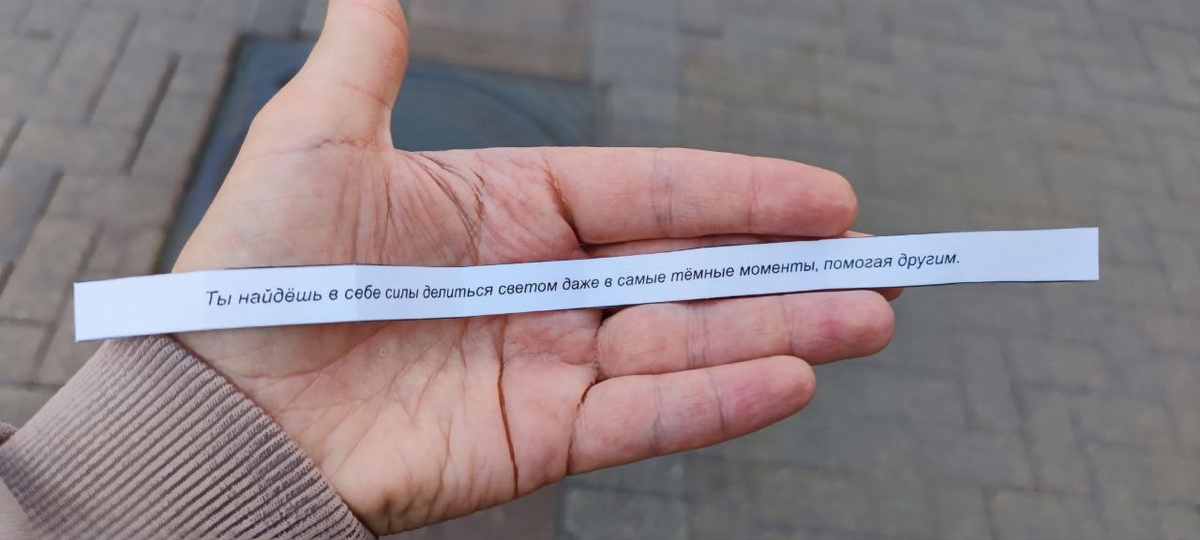 Ты найдёшь в себе силы делиться светом даже в самые тёмные моменты, помогая другим.